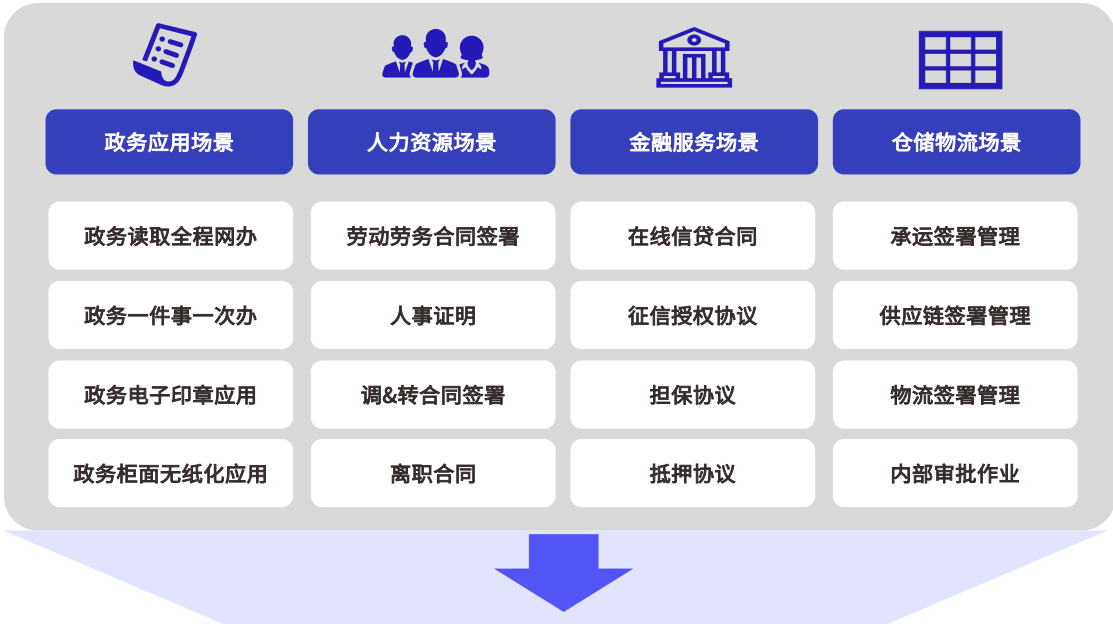 政务应用场景
人力资源场景
金融服务场景
仓储物流场景
政务读取全程网办
劳动劳务合同签署
在线信贷合同
承运签署管理
政务一件事一次办
人事证明
征信授权协议
供应链签署管理
政务电子印章应用
调&转合同签署
担保协议
物流签署管理
政务柜面无纸化应用
离职合同
抵押协议
内部审批作业